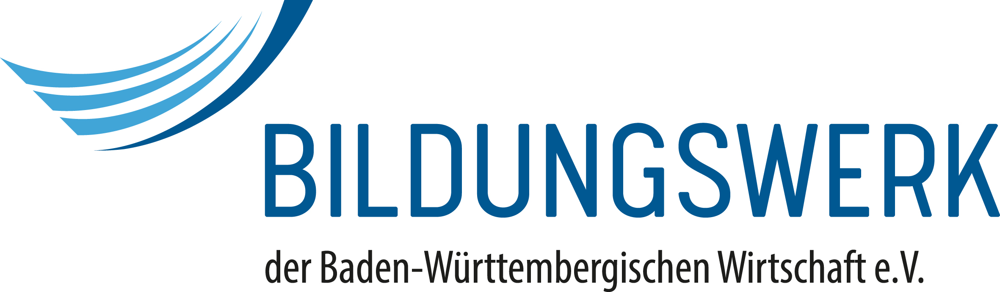 BILDUNGSWERK
der Baden-Württembergischen Wirtschaft e.V.